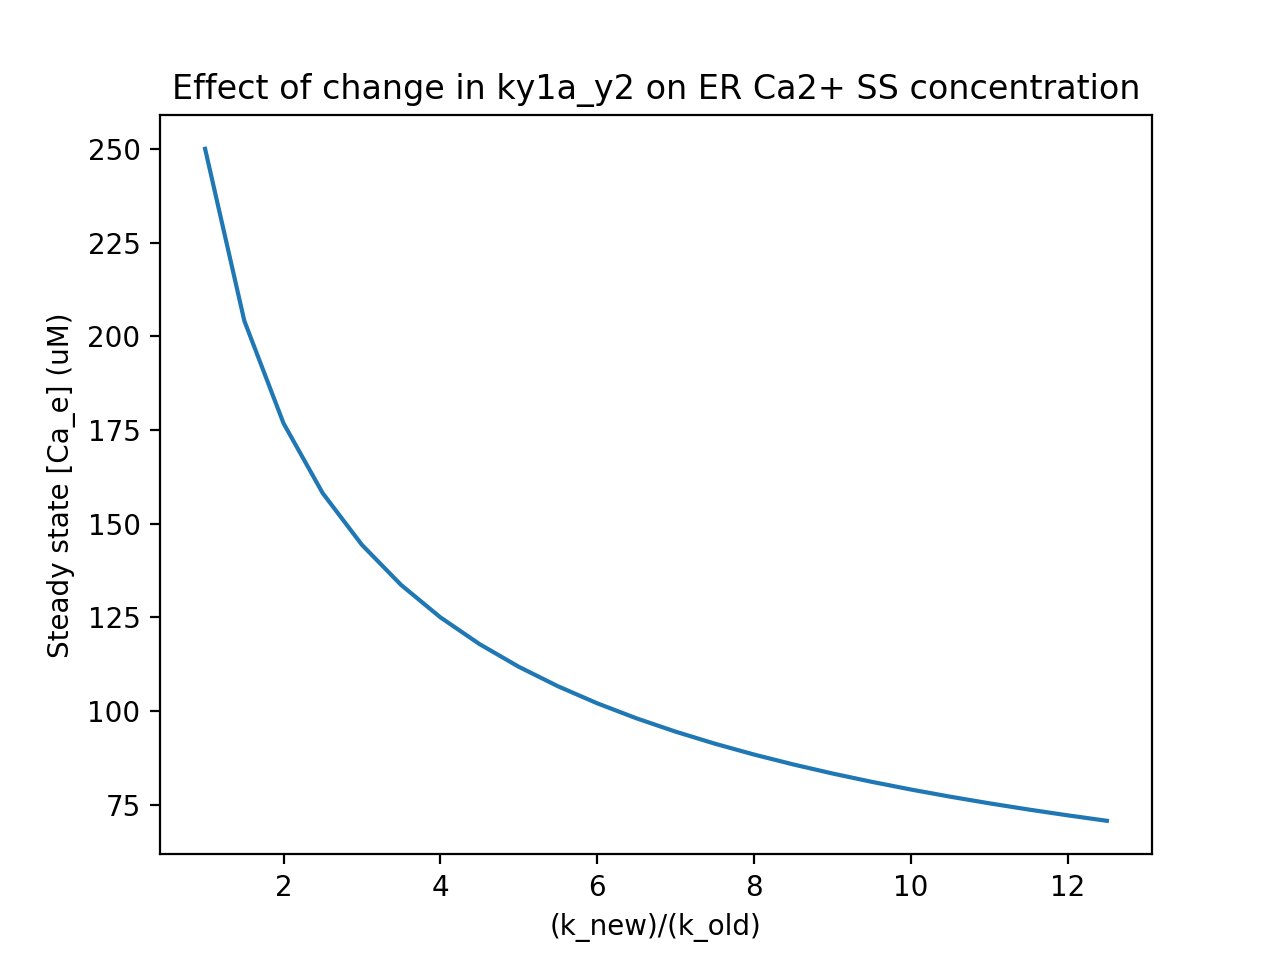 Effect of change in ky1a_y2 on ER Ca2+ SS concentration
Steady state [Ca_e] (uM)
250
225
200
175
150
125
100
75
2 4 6 8 10 12
(k_new)/(k_old)